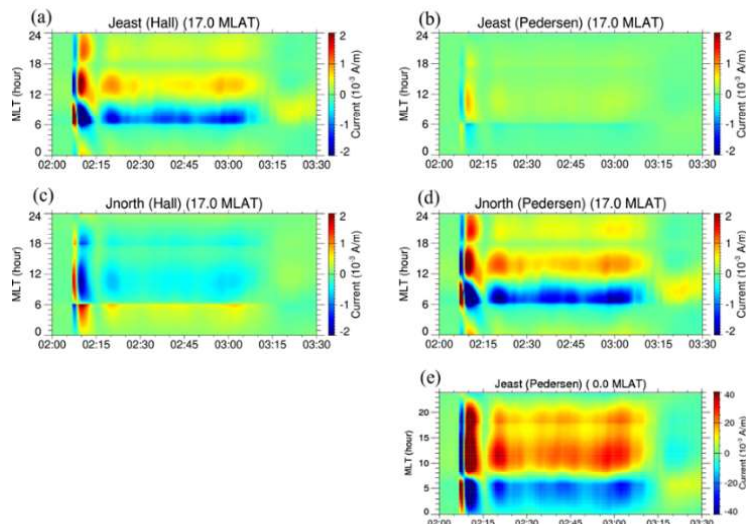 (a)
Jeast (Hall) (17.0 MLAT)
24
18
12
6
0
MLT (hour)
02:00 02:15 02:30 02:45 03:00 03:15 03:30
2
1
0
-1
-2
Current (10⁻³ A/m)
(b)
Jeast (Pedersen) (17.0 MLAT)
24
18
12
6
0
MLT (hour)
02:00 02:15 02:30 02:45 03:00 03:15 03:30
2
1
0
-1
-2
Current (10⁻³ A/m)
(c)
Jnorth (Hall) (17.0 MLAT)
24
18
12
6
0
MLT (hour)
02:00 02:15 02:30 02:45 03:00 03:15 03:30
2
1
0
-1
-2
Current (10⁻³ A/m)
(d)
Jnorth (Pedersen) (17.0 MLAT)
24
18
12
6
0
MLT (hour)
02:00 02:15 02:30 02:45 03:00 03:15 03:30
2
1
0
-1
-2
Current (10⁻³ A/m)
(e)
Jeast (Pedersen) ( 0.0 MLAT)
20
15
10
5
0
MLT (hour)
02:00 02:15 02:30 02:45 03:00 03:15 03:30
40
20
0
-20
-40
Current (10⁻³ A/m)